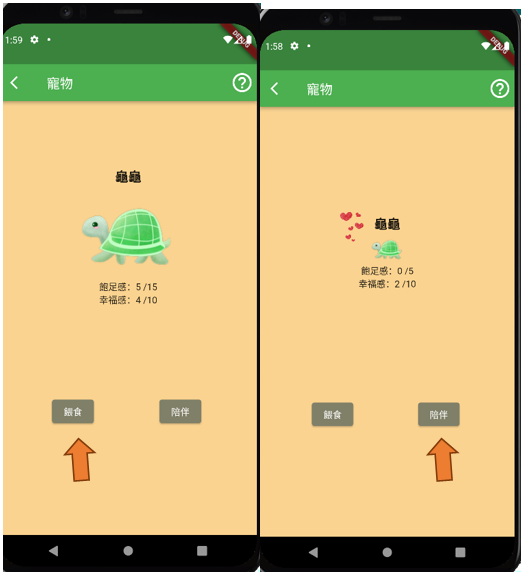 1:59
DEBUG
寵物
龜龜
飽足感: 5 /15
幸福感: 4 /10
餵食
陪伴
1:58
DEBUG
寵物
龜龜
飽足感: 0 /5
幸福感: 2 /10
餵食
陪伴